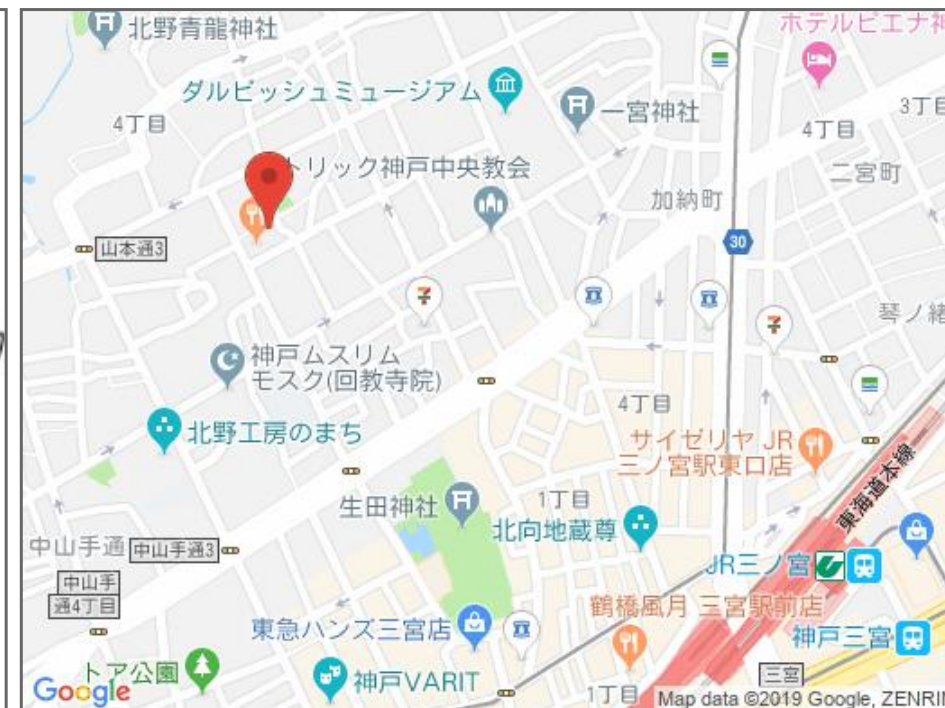 北野青龍神社
ホテルピエナ神
ダルビッシュミュージアム
一宮神社
3丁目
4丁目
4丁目
トリック神戸中央教会
二宮町
加納町
山本通3
30
琴ノ緒
神戸ムスリム
モスク(回教寺院)
4丁目
北野工房のまち
サイゼリヤ JR
三ノ宮駅東口店
東海道本線
生田神社
1丁目
北向地蔵尊
中山手通
中山手通3
JR三ノ宮
中山手
通4丁目
鶴橋風月 三宮駅前店
東急ハンズ三宮店
神戸三宮
トア公園
神戸VARIT
三宮
1丁目
Google
Map data ©2019 Google, ZENRIN